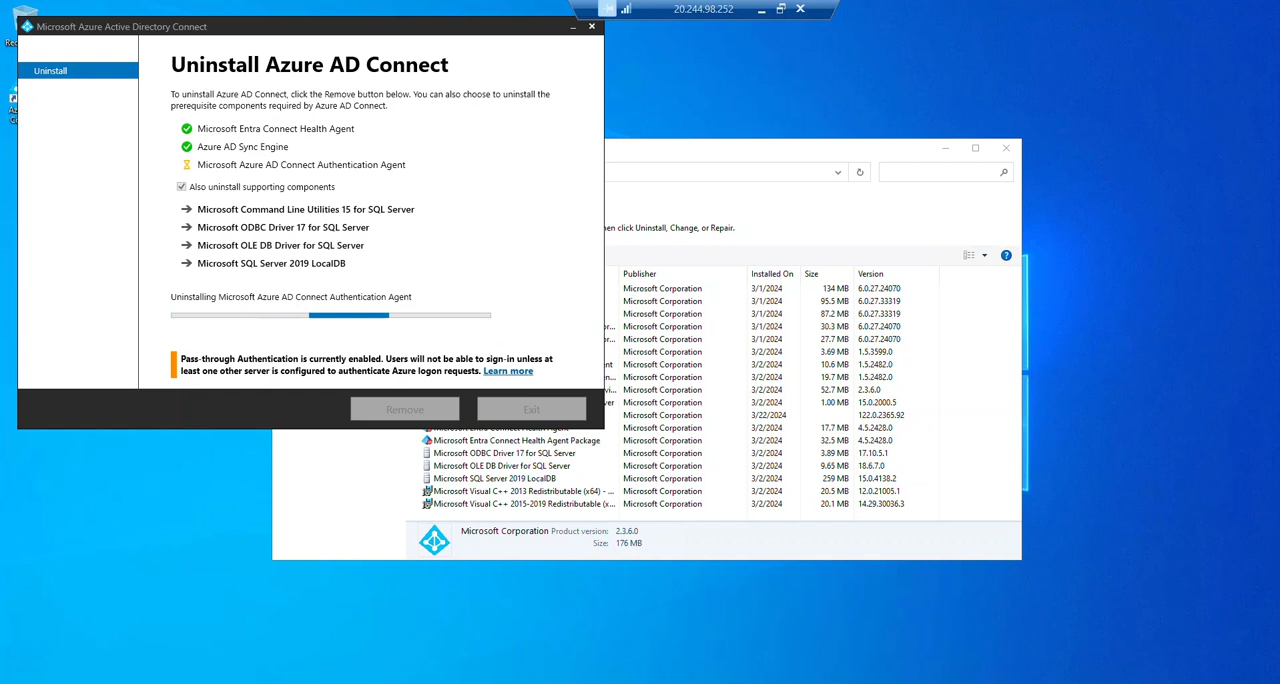 20.244.98.252
Microsoft Azure Active Directory Connect
Uninstall
Uninstall Azure AD Connect
To uninstall Azure AD Connect, click the Remove button below. You can also choose to uninstall the
prerequisite components required by Azure AD Connect.
Microsoft Entra Connect Health Agent
Azure AD Sync Engine
Microsoft Azure AD Connect Authentication Agent
Also uninstall supporting components
Microsoft Command Line Utilities 15 for SQL Server
Microsoft ODBC Driver 17 for SQL Server
Microsoft OLE DB Driver for SQL Server
Microsoft SQL Server 2019 LocalDB
Uninstalling Microsoft Azure AD Connect Authentication Agent
Pass-through Authentication is currently enabled. Users will not be able to sign-in unless at
least one other server is configured to authenticate Azure logon requests. Learn more
Remove Exit
then click Uninstall, Change, or Repair.
Publisher Installed On Size Version
Microsoft Corporation 3/1/2024 134 MB 6.0.27.24070
Microsoft Corporation 3/1/2024 95.5 MB 6.0.27.33319
Microsoft Corporation 3/1/2024 87.2 MB 6.0.27.33319
Microsoft Corporation 3/1/2024 30.3 MB 6.0.27.24070
Microsoft Corporation 3/1/2024 27.7 MB 6.0.27.24070
Microsoft Corporation 3/2/2024 3.69 MB 1.5.3599.0
Microsoft Corporation 3/2/2024 10.6 MB 1.5.2482.0
Microsoft Corporation 3/2/2024 19.7 MB 1.5.2482.0
Microsoft Corporation 3/2/2024 52.7 MB 2.3.6.0
Microsoft Corporation 3/2/2024 1.00 MB 15.0.2000.5
Microsoft Corporation 3/22/2024 122.0.2365.92
Microsoft Entra Connect Health Agent Microsoft Corporation 3/2/2024 17.7 MB 4.5.2428.0
Microsoft Entra Connect Health Agent Package Microsoft Corporation 3/2/2024 32.5 MB 4.5.2428.0
Microsoft ODBC Driver 17 for SQL Server Microsoft Corporation 3/2/2024 3.89 MB 17.10.5.1
Microsoft OLE DB Driver for SQL Server Microsoft Corporation 3/2/2024 9.65 MB 18.6.7.0
Microsoft SQL Server 2019 LocalDB Microsoft Corporation 3/2/2024 259 MB 15.0.4138.2
Microsoft Visual C++ 2013 Redistributable (x64) - ... Microsoft Corporation 3/2/2024 20.5 MB 12.0.21005.1
Microsoft Visual C++ 2015-2019 Redistributable (x... Microsoft Corporation 3/2/2024 20.1 MB 14.29.30036.3
Microsoft Corporation Product version: 2.3.6.0
Size: 176 MB